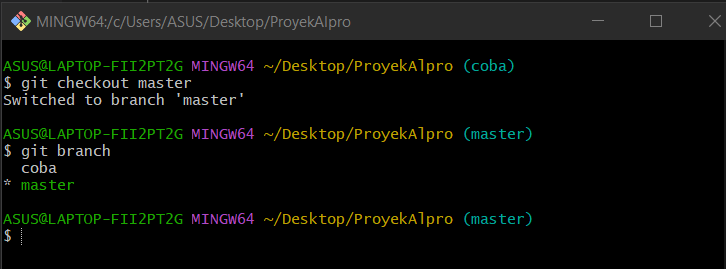 MINGW64:/c/Users/ASUS/Desktop/ProyekAlpro
ASUS@LAPTOP-FII2PT2G MINGW64 ~/Desktop/ProyekAlpro (coba)
$ git checkout master
Switched to branch 'master'
ASUS@LAPTOP-FII2PT2G MINGW64 ~/Desktop/ProyekAlpro (master)
$ git branch
  coba
* master
ASUS@LAPTOP-FII2PT2G MINGW64 ~/Desktop/ProyekAlpro (master)
$